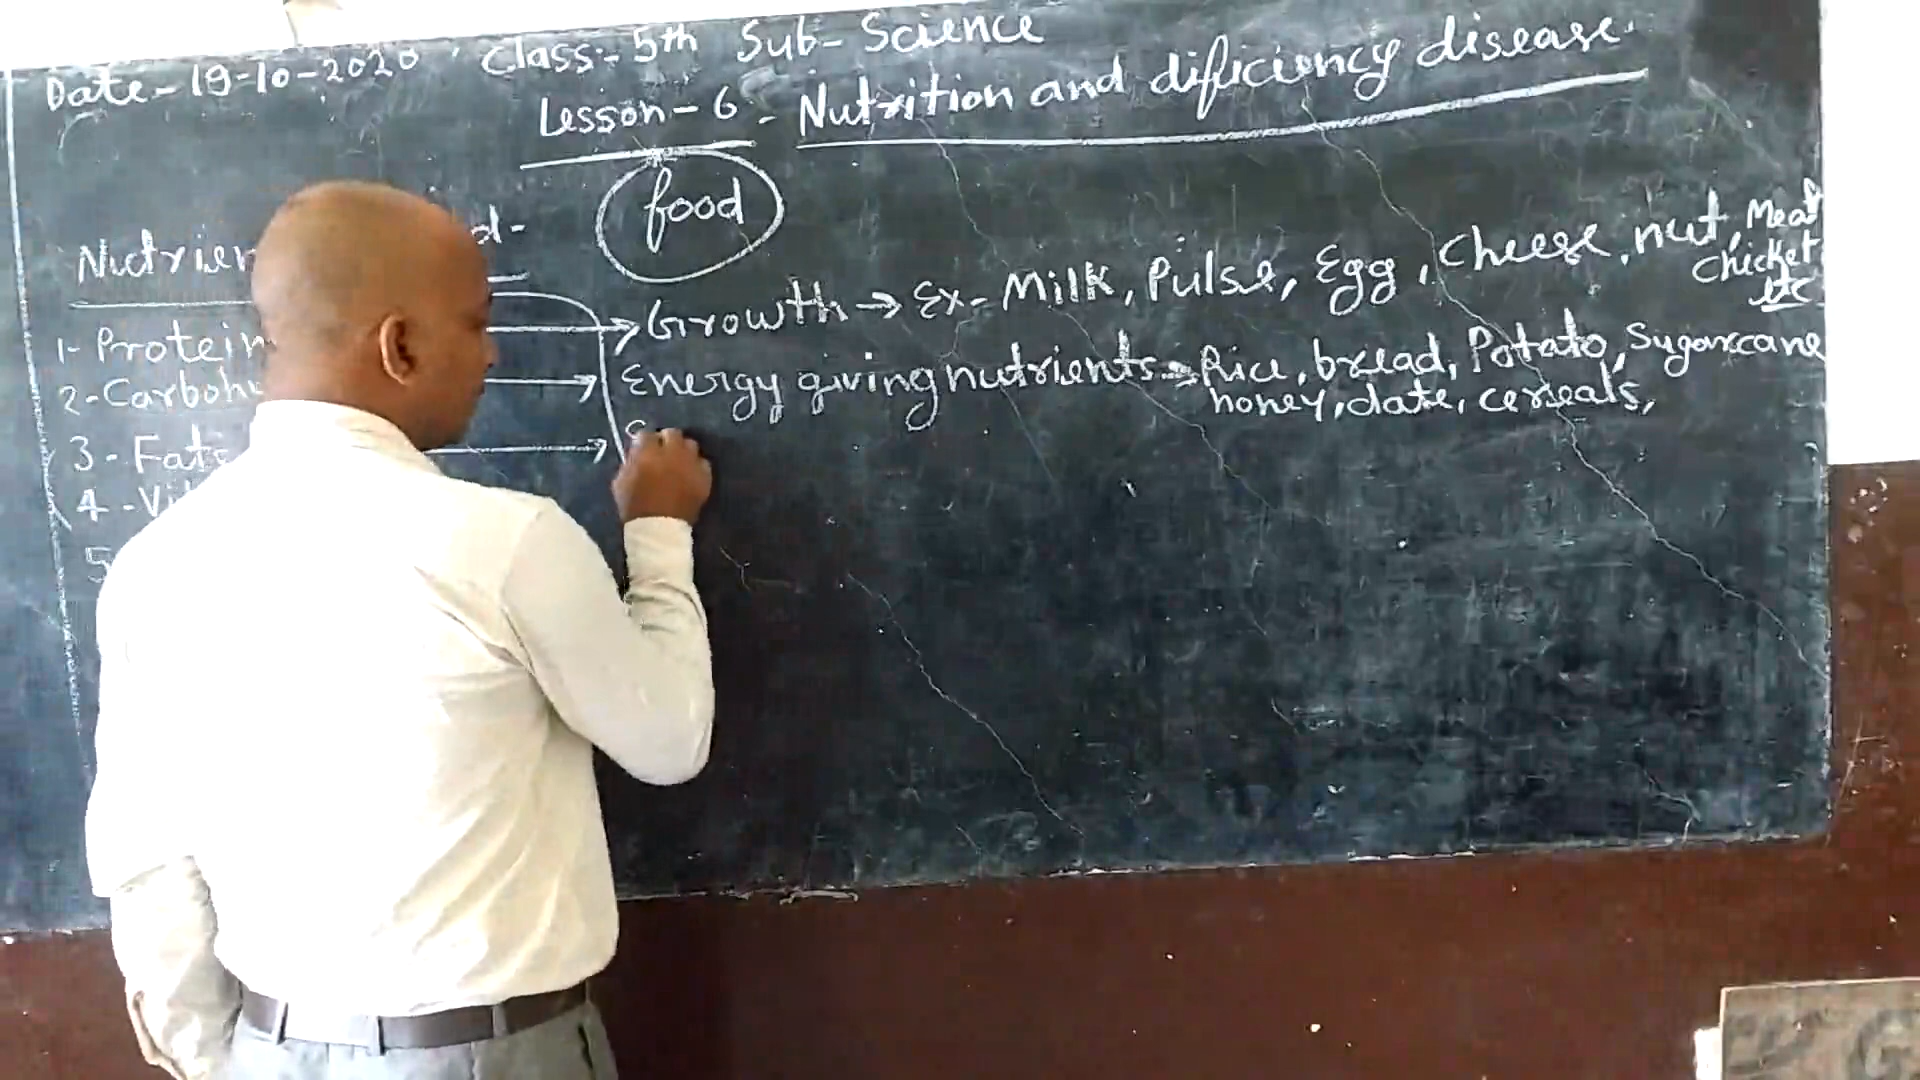 Date-19-10-2020 Class:-5th Sub-Science
Lesson-6- Nutrition and dificiency disease.
food
Nutrien d-
1- Protein → Growth → Ex- Milk, Pulse, Egg, Cheese, nut, Meat
Chicket
etc
2-Carboh → Energy giving nutrients → Rice, bread, Potato, Sugarcane
honey, date, cereals,
3- Fats →
4-Vi
5